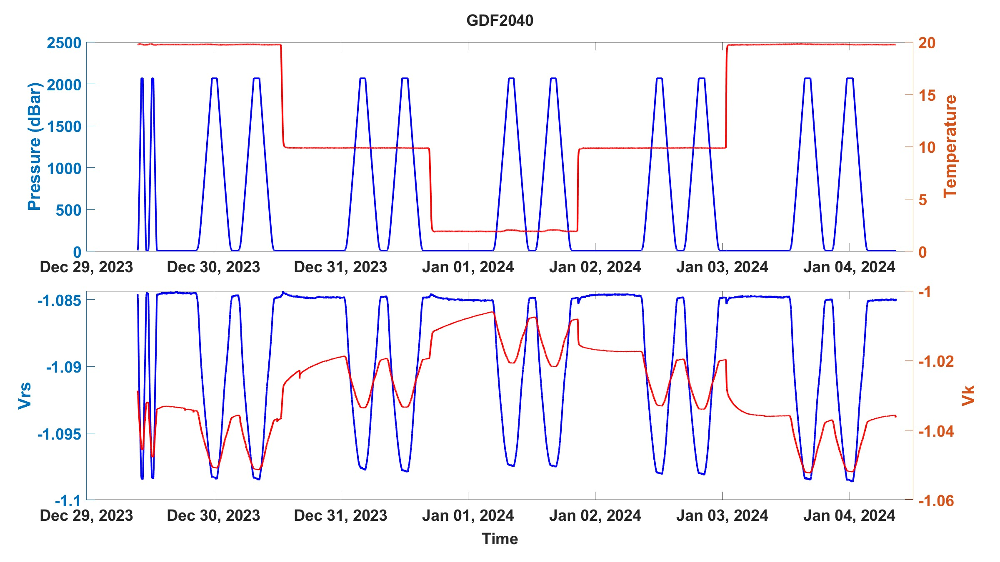 GDF2040
2500
2000
1500
1000
500
0
Pressure (dBar)
20
15
10
5
0
Temperature
Dec 29, 2023
Dec 30, 2023
Dec 31, 2023
Jan 01, 2024
Jan 02, 2024
Jan 03, 2024
Jan 04, 2024
-1.085
-1.09
-1.095
-1.1
Vrs
-1
-1.02
-1.04
-1.06
Vk
Dec 29, 2023
Dec 30, 2023
Dec 31, 2023
Jan 01, 2024
Jan 02, 2024
Jan 03, 2024
Jan 04, 2024
Time